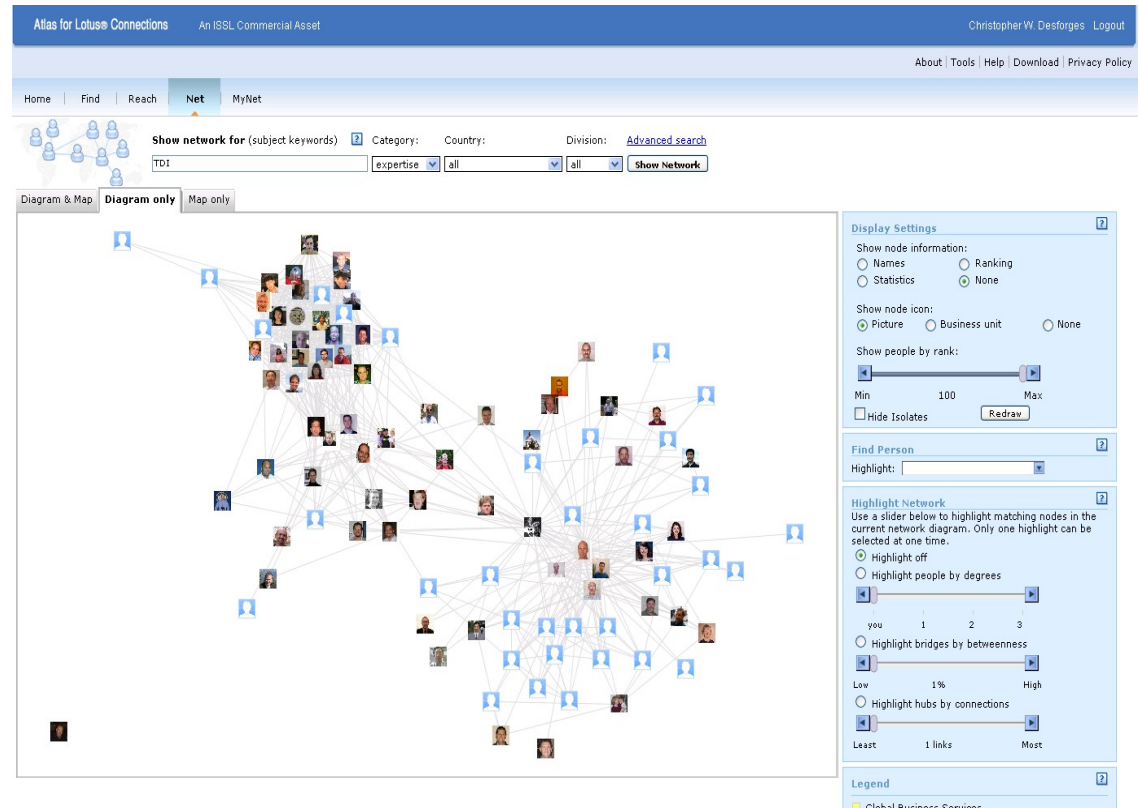 Atlas for Lotus® Connections An ISSL Commercial Asset Christopher W. Desforges Logout
About | Tools | Help | Download | Privacy Policy
Home | Find | Reach Net MyNet
Show network for (subject keywords) ? Category: Country: Division: Advanced search
TDI expertise all all Show Network
Diagram & Map Diagram only Map only
Display Settings ?
Show node information:
Names Ranking
Statistics None
Show node icon:
Picture Business unit None
Show people by rank:
Min 100 Max
Hide Isolates Redraw
Find Person ?
Highlight:
Highlight Network ?
Use a slider below to highlight matching nodes in the
current network diagram. Only one highlight can be
selected at one time.
Highlight off
Highlight people by degrees
you 1 2 3
Highlight bridges by betweenness
Low 1% High
Highlight hubs by connections
Least 1 links Most
Legend ?
Global Business Services